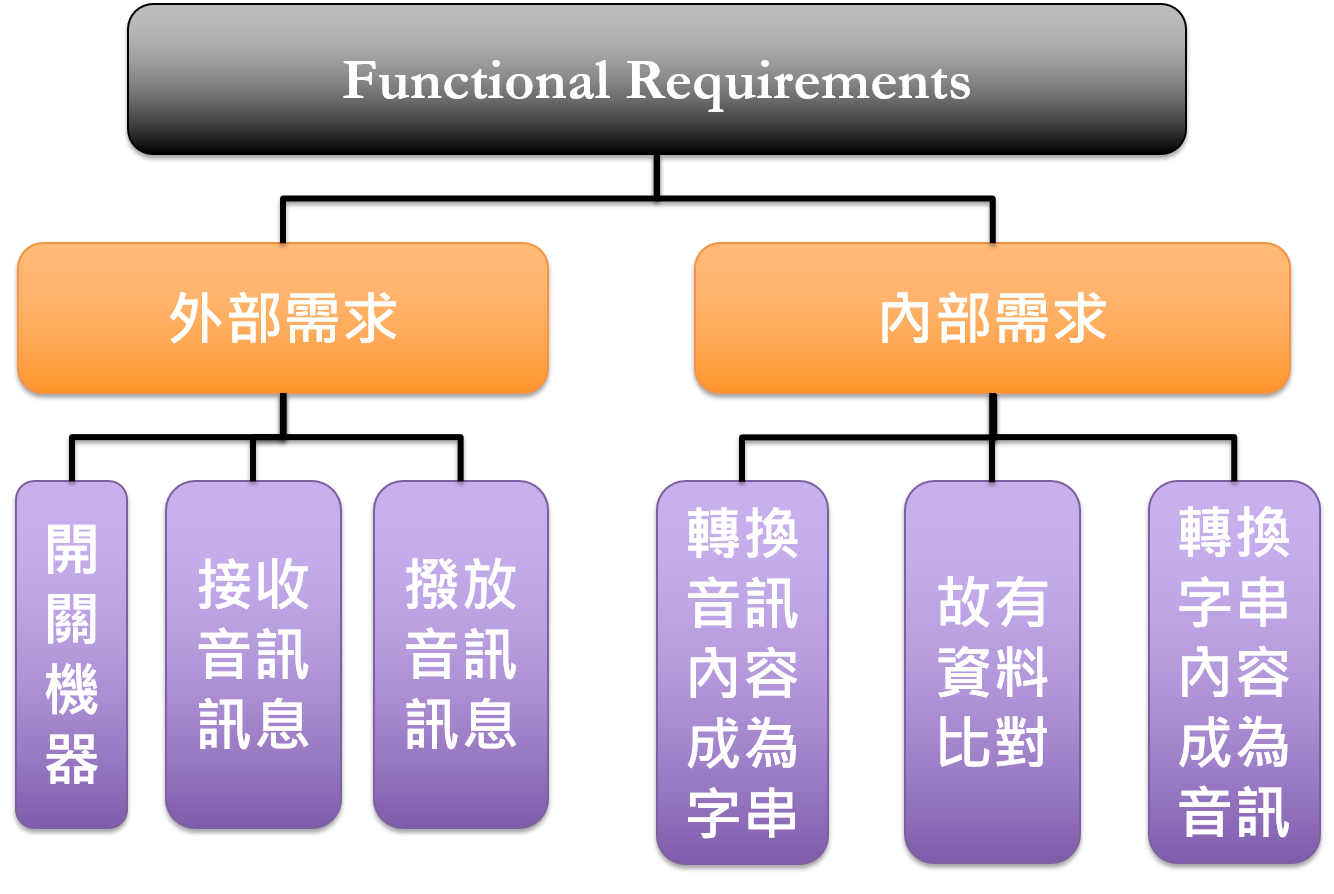 Functional Requirements
外部需求
內部需求
開
關
機
器
接收
音訊
訊息
撥放
音訊
訊息
轉換
音訊
內容
成為
字串
故有
資料
比對
轉換
字串
內容
成為
音訊